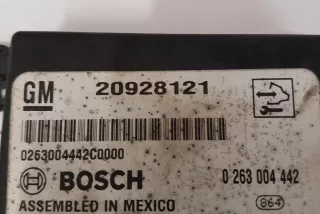 GM 20928121
0263004442C0000
BOSCH 0 263 004 442
ASSEMBLED IN MEXICO 864